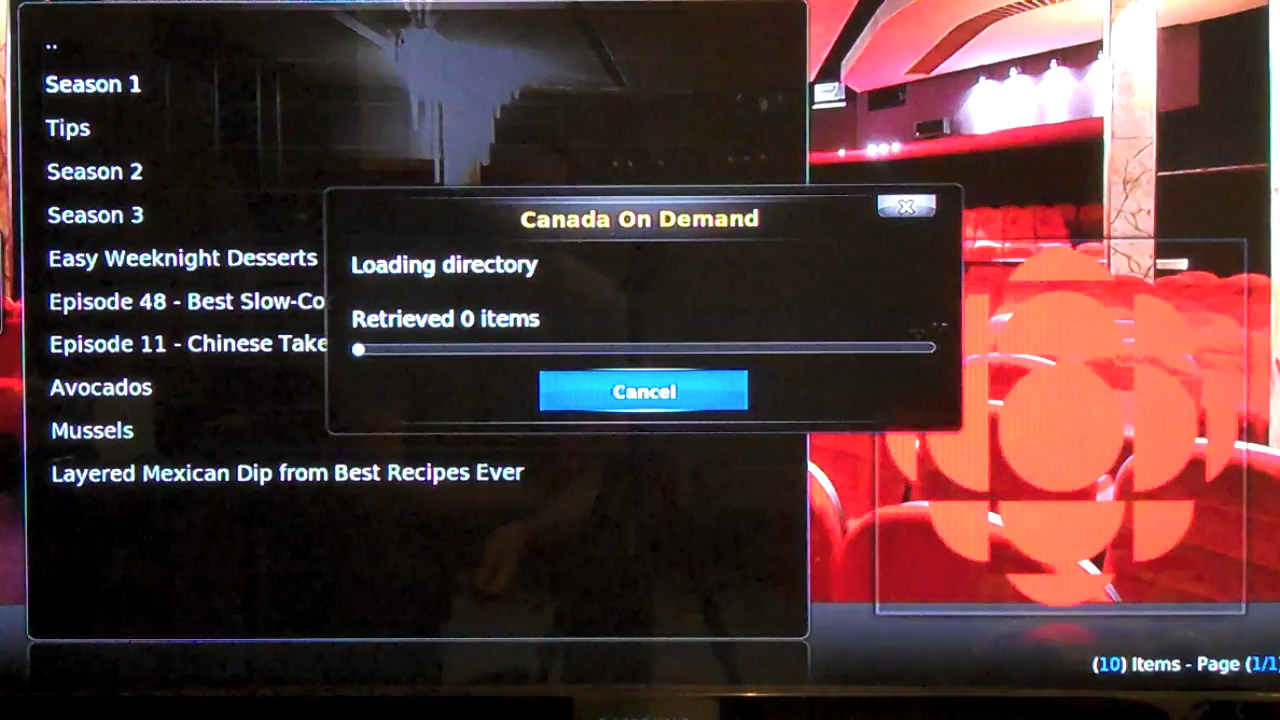 ..
Season 1
Tips
Season 2
Season 3
Easy Weeknight Desserts
Episode 48 - Best Slow-Co
Episode 11 - Chinese Take
Avocados
Mussels
Layered Mexican Dip from Best Recipes Ever
Canada On Demand
Loading directory
Retrieved 0 items
Cancel
(10) Items - Page (1/1)